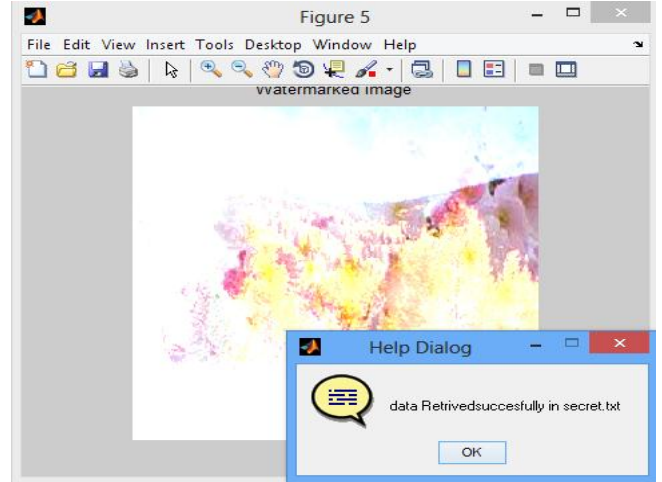 Figure 5
File Edit View Insert Tools Desktop Window Help
Watermarked Image
Help Dialog
data Retrivedsuccesfully in secret.txt
OK